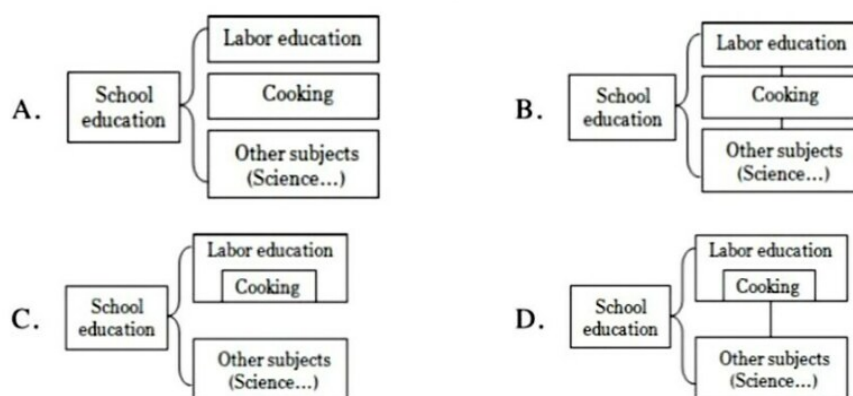 A.
School
education
Labor education
Cooking
Other subjects
(Science...)
B.
School
education
Labor education
Cooking
Other subjects
(Science...)
C.
School
education
Labor education
Cooking
Other subjects
(Science...)
D.
School
education
Labor education
Cooking
Other subjects
(Science...)